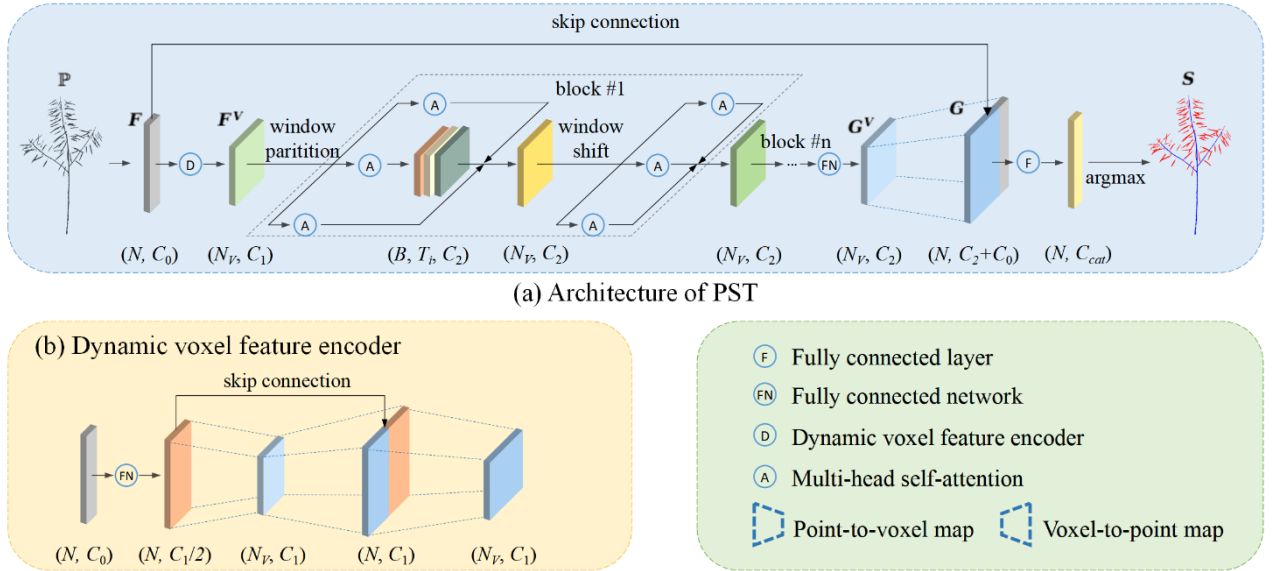 skip connection
ℙ
S
F
F^V
A
block #1
A
G^V
G
window
paritition
window
shift
block #n
D
A
A
FN
F
argmax
A
A
(N, C_0)
(N_V, C_1)
(B, T_i, C_2)
(N_V, C_2)
(N_V, C_2)
(N_V, C_2)
(N, C_2+C_0)
(N, C_cat)
(a) Architecture of PST
(b) Dynamic voxel feature encoder
skip connection
FN
(N, C_0)
(N, C_1/2)
(N_V, C_1)
(N, C_1)
(N_V, C_1)
F Fully connected layer
FN Fully connected network
D Dynamic voxel feature encoder
A Multi-head self-attention
Point-to-voxel map
Voxel-to-point map